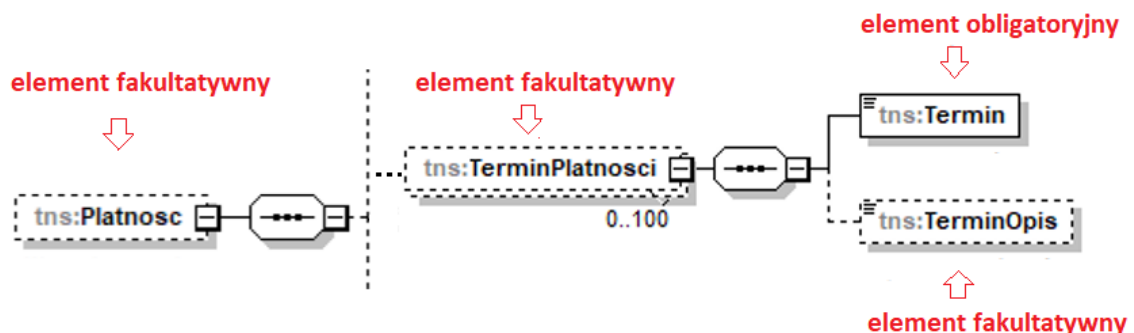 element obligatoryjny
element fakultatywny
element fakultatywny
tns:Termin
tns:TerminPlatnosci
tns:Platnosc
0..100
tns:TerminOpis
element fakultatywny